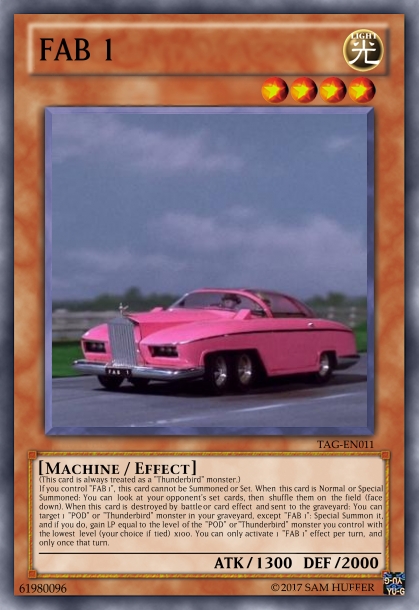 FAB 1
LIGHT
光
FAB 1
TAG-EN011
[MACHINE / EFFECT]
(This card is always treated as a "Thunderbird" monster.)
If you control "FAB 1", this card cannot be Summoned or Set. When this card is Normal or Special
Summoned: You can look at your opponent's set cards, then shuffle them on the field (face
down). When this card is destroyed by battle or card effect and sent to the graveyard: You can
target 1 "POD" or "Thunderbird" monster in your graveyard, except "FAB 1": Special Summon it,
and if you do, gain LP equal to the level of the "POD" or"Thunderbird" monster you control with
the lowest level (your choice if tied) x100. You can only activate 1 "FAB 1" effect per turn, and
only once that turn.
ATK / 1300 DEF /2000
61980096
©2017 SAM HUFFER
YU-G